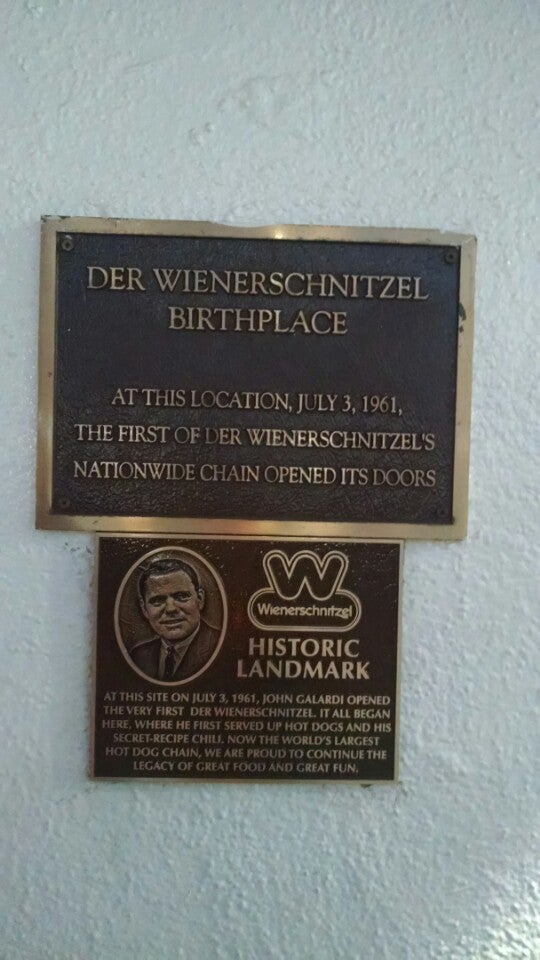 DER WIENERSCHNITZEL
BIRTHPLACE
AT THIS LOCATION, JULY 3, 1961,
THE FIRST OF DER WIENERSCHNITZEL'S
NATIONWIDE CHAIN OPENED ITS DOORS
W
Wienerschnitzel
HISTORIC
LANDMARK
AT THIS SITE ON JULY 3, 1961, JOHN GALARDI OPENED
THE VERY FIRST DER WIENERSCHNITZEL. IT ALL BEGAN
HERE, WHERE HE FIRST SERVED UP HOT DOGS AND HIS
SECRET-RECIPE CHILI. NOW THE WORLD'S LARGEST
HOT DOG CHAIN, WE ARE PROUD TO CONTINUE THE
LEGACY OF GREAT FOOD AND GREAT FUN.